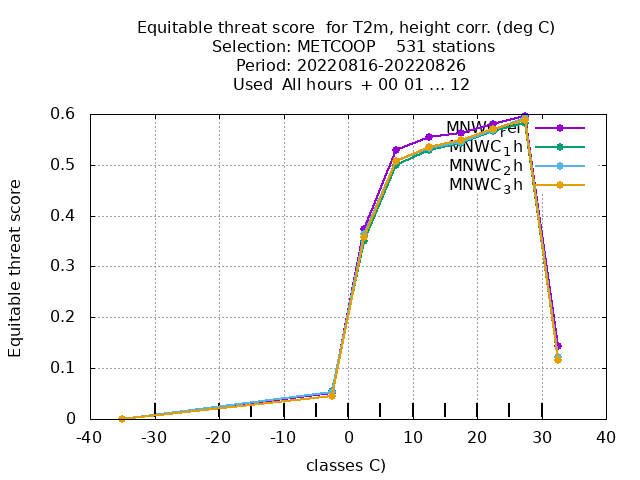 Equitable threat score for T2m, height corr. (deg C)
Selection: METCOOP 531 stations
Period: 20220816-20220826
Used All hours + 00 01 ... 12
Equitable threat score
0.6
0.5
0.4
0.3
0.2
0.1
0
MNWC_ref
MNWC_1h
MNWC_2h
MNWC_3h
-40 -30 -20 -10 0 10 20 30 40
classes C)